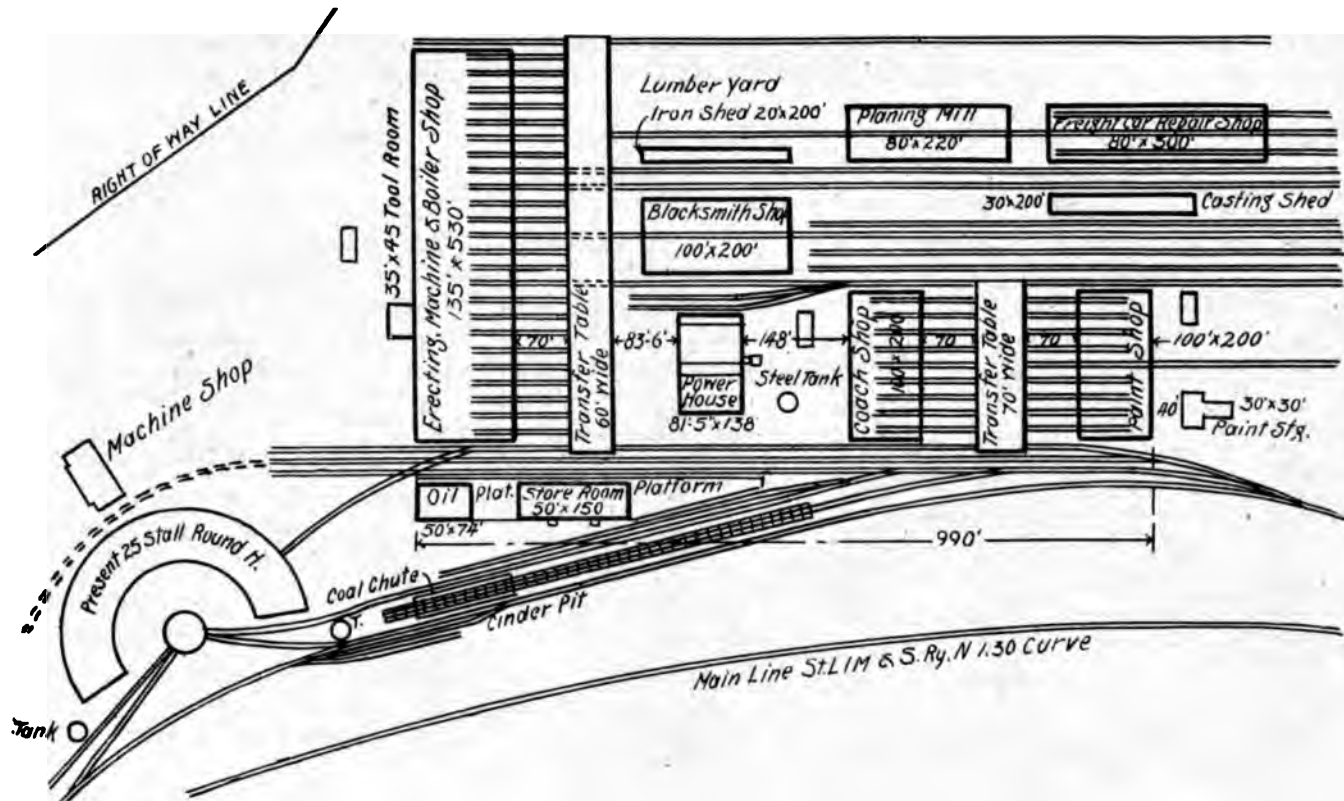 RIGHT OF WAY LINE
35'x45 Tool Room
Erecting, Machine & Boiler Shop
135' x 530'
Transfer Table
60' Wide
Lumber Yard
Iron Shed 20'x200'
Planing Mill
80'x220'
Freight Car Repair Shop
80' x 300'
30'x200'
Casting Shed
Blacksmith Shop
100'x200'
70'
83'-6"
148'
Power
House
81'-5"x138'
Steel Tank
Coach Shop
100'x200
70
Transfer Table
70' Wide
70
Paint Shop
100'x200'
40'
30'x30'
Paint Stg.
Machine Shop
Present 25 Stall Round H.
Oil
50'x74'
Plat.
Store Room
50'x150
Platform
990'
Coal Chute
T.
Cinder Pit
Main Line St.L I M & S. Ry. N 1.30 Curve
Tank